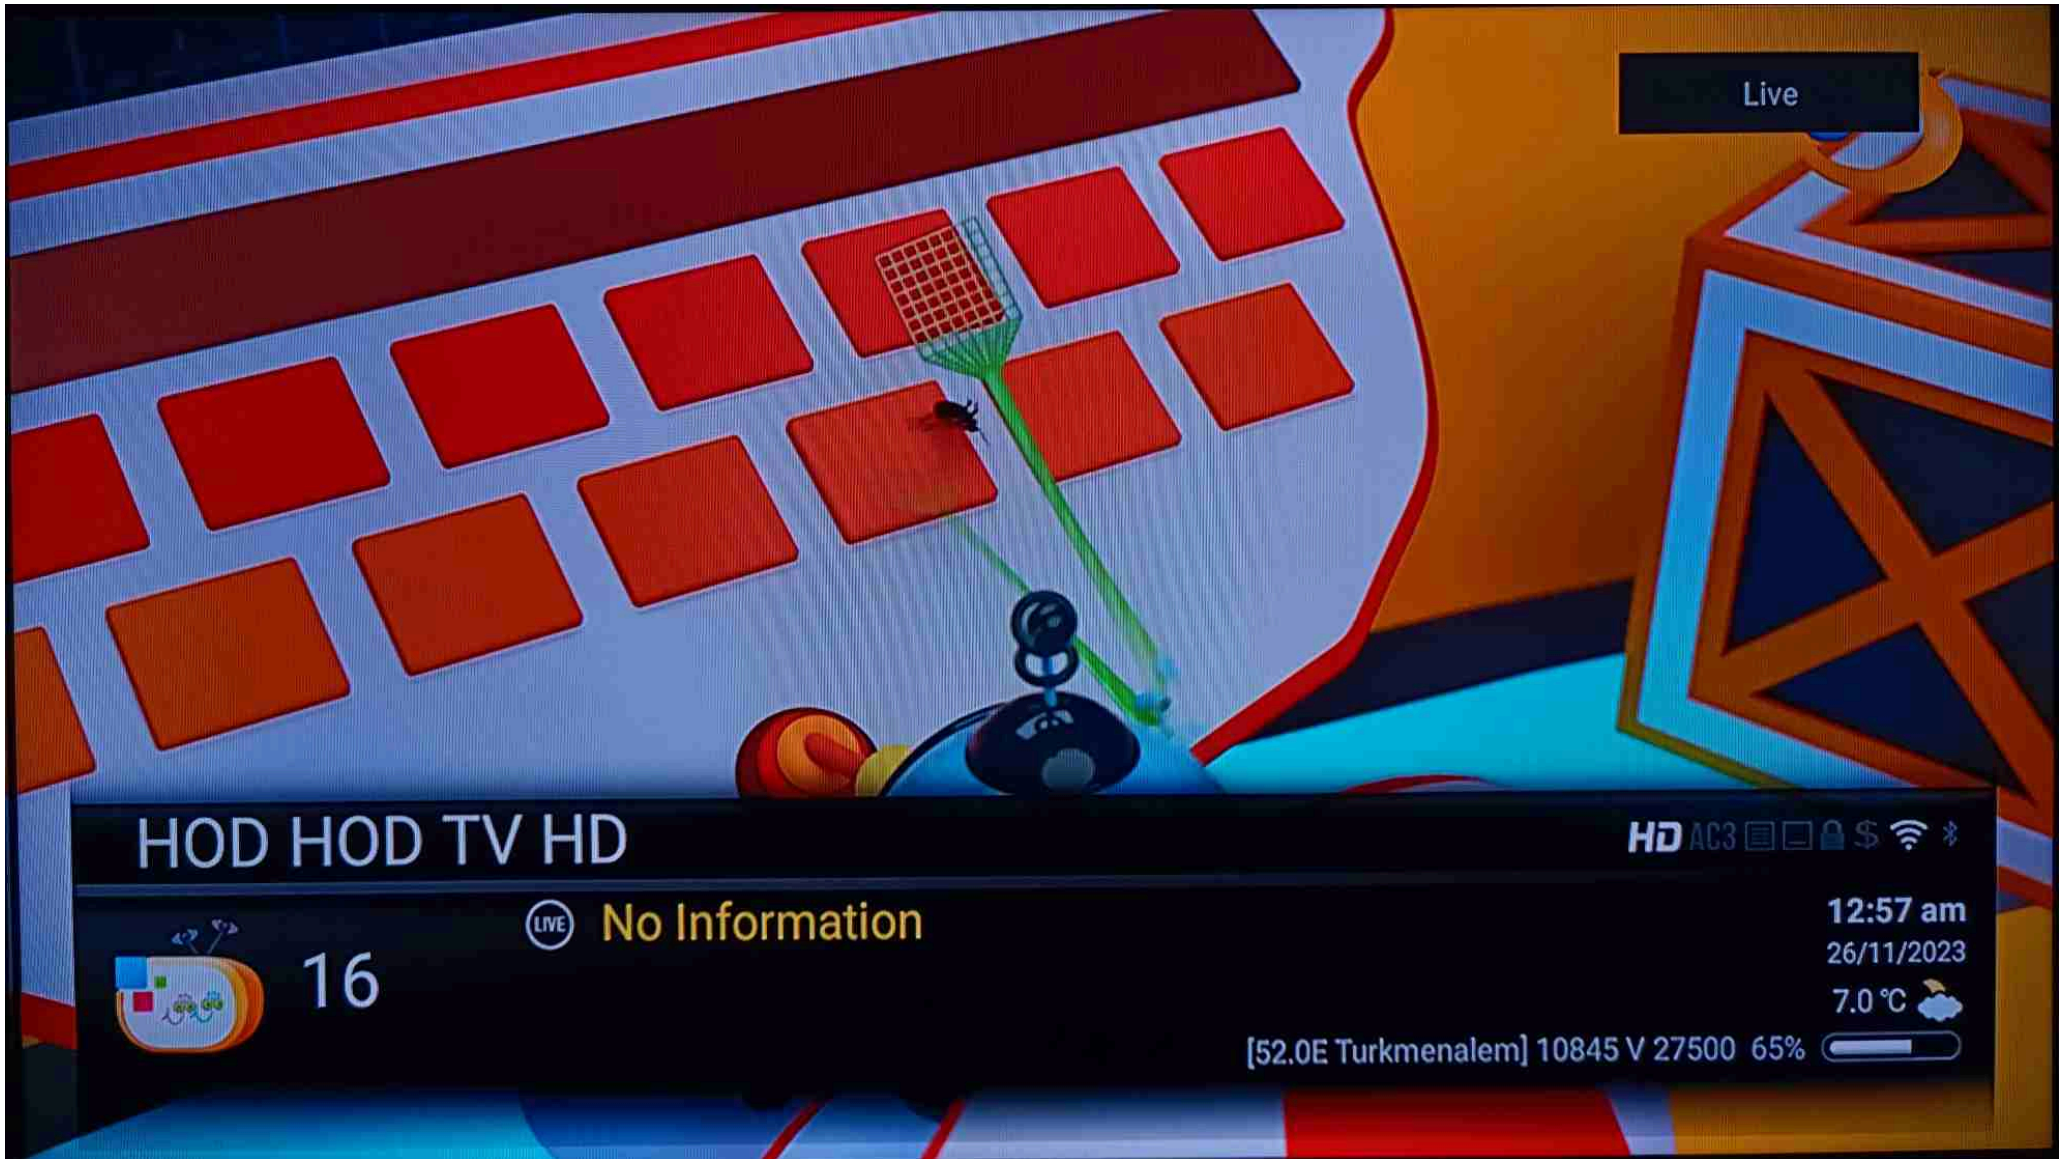 Live
HOD HOD TV HD
HD AC3 $
LIVE No Information
16
12:57 am
26/11/2023
7.0 °C
[52.0E Turkmenalem] 10845 V 27500 65%